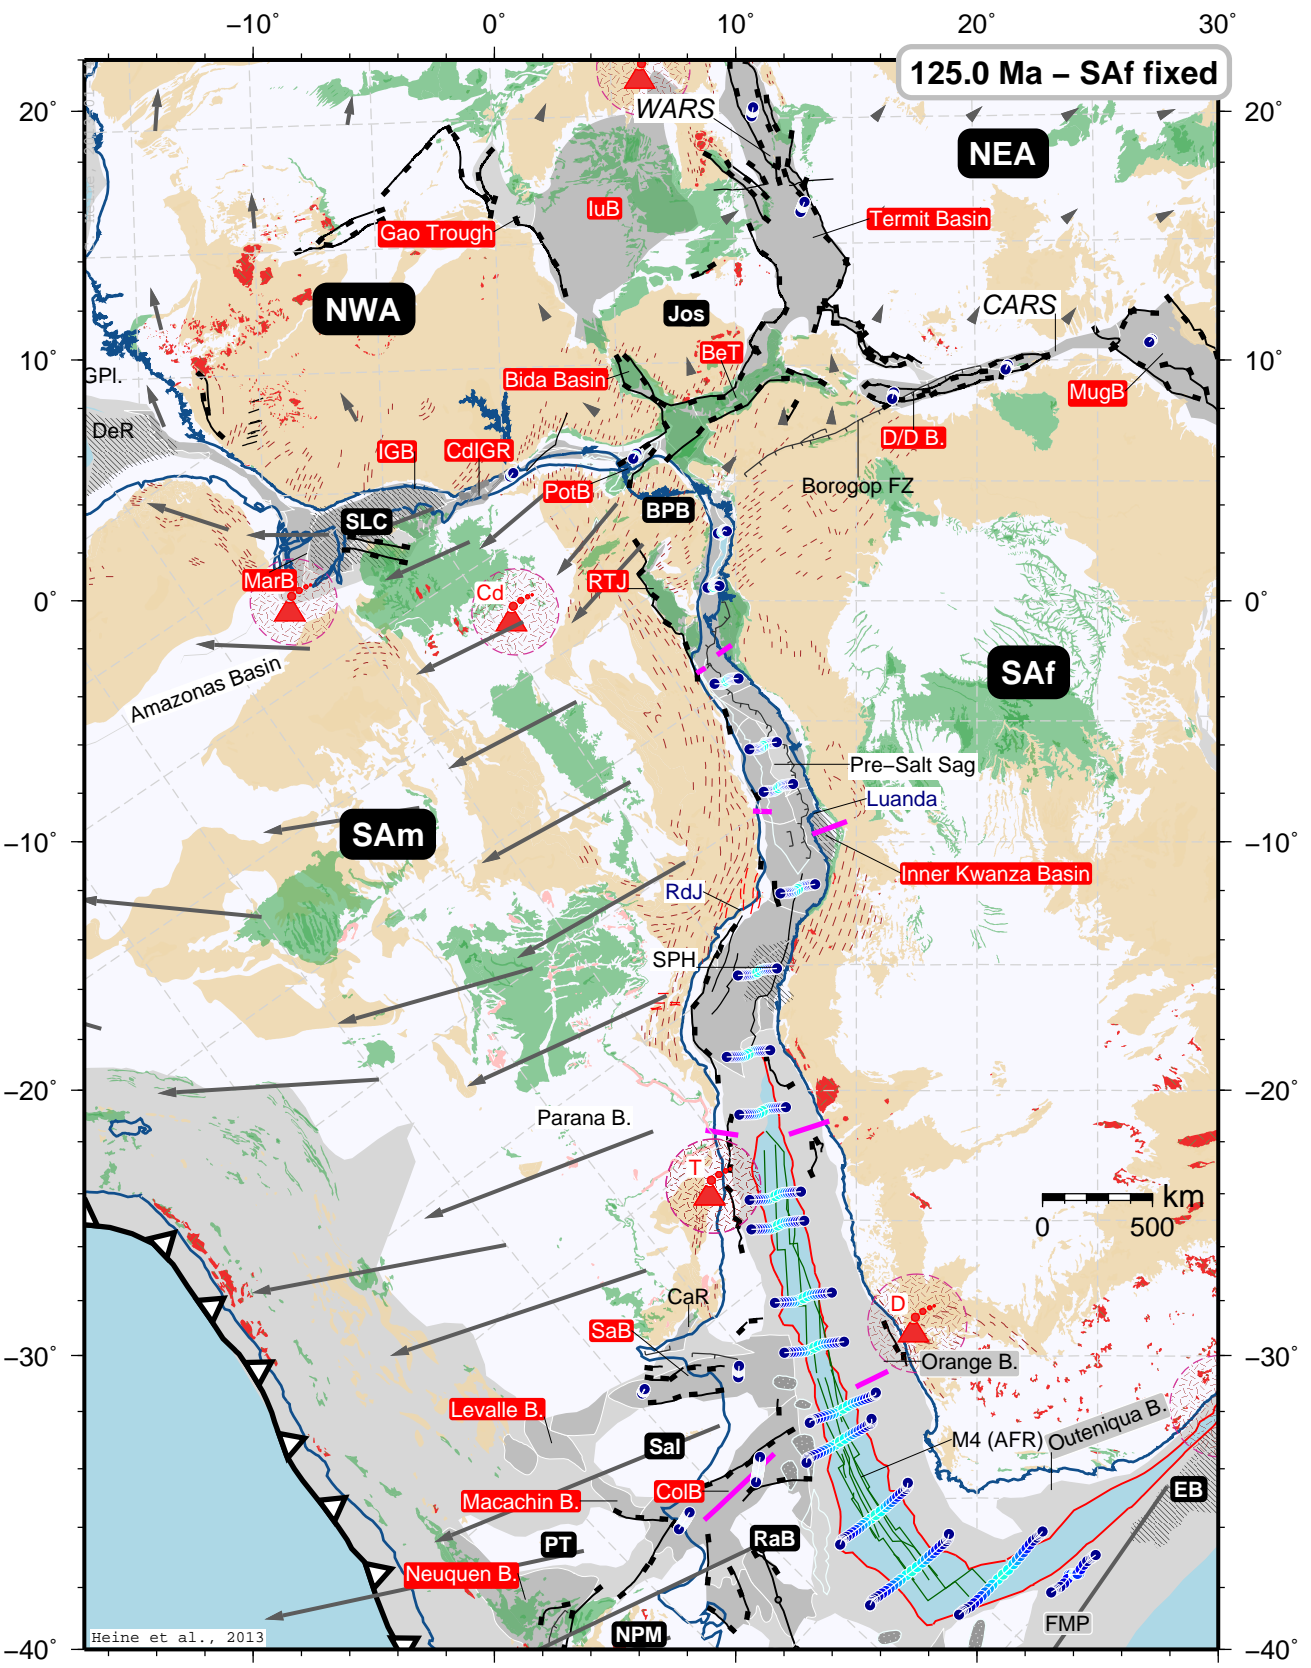 −10° 0° 10° 20° 30°
125.0 Ma − SAf fixed
20° 20°
WARS
NEA
IuB
Termit Basin
Gao Trough
NWA
CARS
Jos
10° 10°
BeT
GPl.
Bida Basin
MugB
DeR
IGB
CdIGR
D/D B.
PotB
Borogop FZ
SLC
BPB
MarB
RTJ
Cd
0° 0°
Amazonas Basin
SAf
Pre−Salt Sag
Luanda
SAm
−10° −10°
Inner Kwanza Basin
RdJ
SPH
−20° −20°
Parana B.
T
km
0 500
CaR
D
SaB
−30° −30°
Orange B.
Levalle B.
Outeniqua B.
Sal
M4 (AFR)
ColB
EB
Macachin B.
PT
RaB
Neuquen B.
FMP
NPM
Heine et al., 2013
−40° −40°